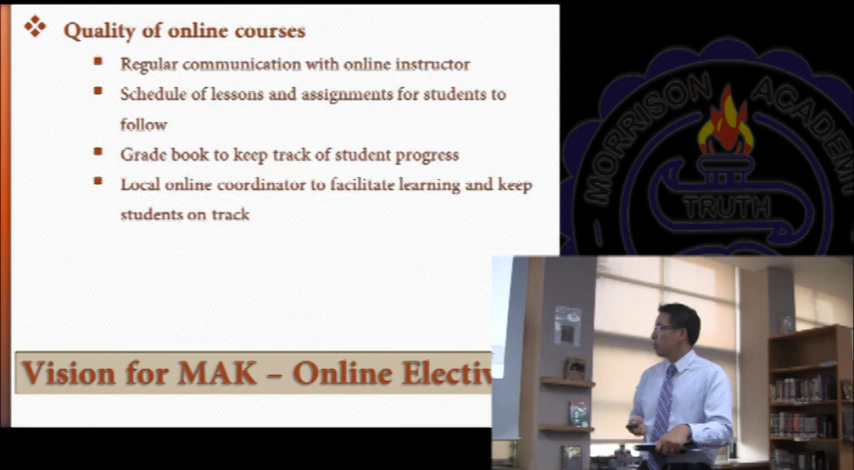 Quality of online courses
Regular communication with online instructor
Schedule of lessons and assignments for students to
follow
Grade book to keep track of student progress
Local online coordinator to facilitate learning and keep
students on track
Vision for MAK – Online
MORRISON ACADEMY
TRUTH